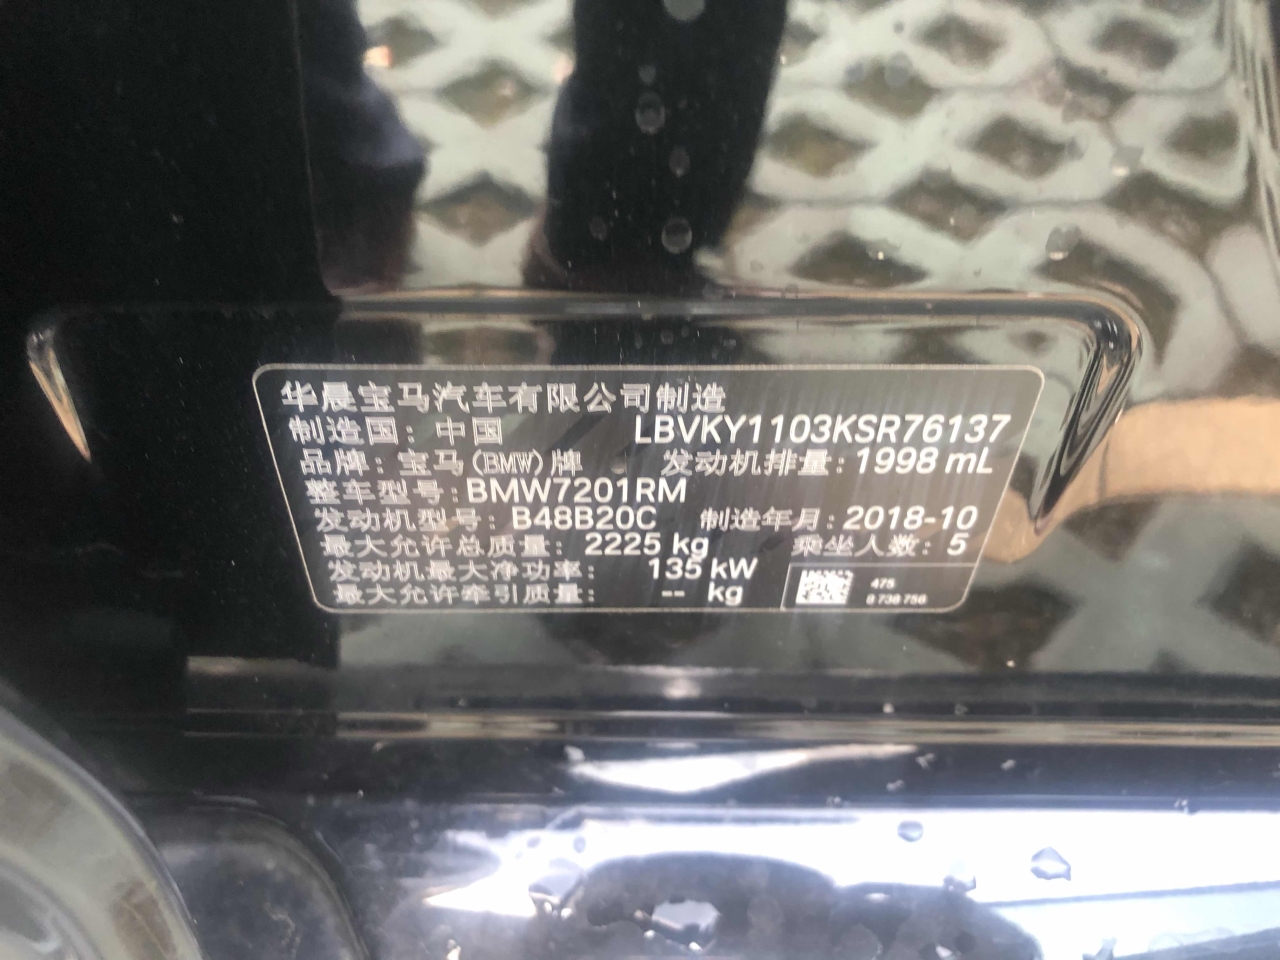 华晨宝马汽车有限公司制造
制造国: 中国 LBVKY1103KSR76137
品牌: 宝马(BMW)牌 发动机排量: 1998 mL
整车型号: BMW7201RM
发动机型号: B48B20C 制造年月: 2018-10
最大允许总质量: 2225 kg 乘坐人数: 5
发动机最大净功率: 135 kW
最大允许牵引质量: -- kg
475
8 738 756